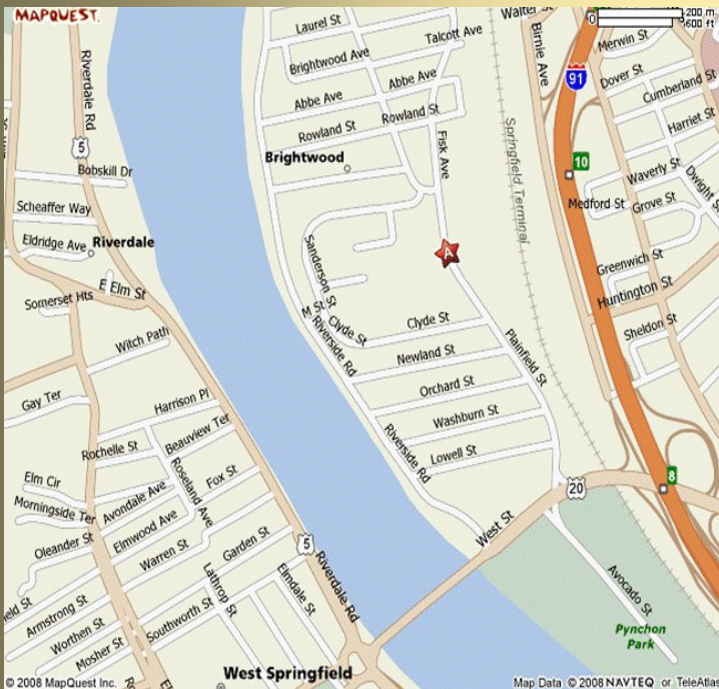 MAPQUEST.
Walter St
0 200 m
600 ft
Laurel St
Talcott Ave
Birnie Ave
Merwin St
Riverdale Rd
Brightwood Ave
91
Dover St
Abbe Ave
Abbe Ave
Cumberland St
Rowland St
Rowland St
Harriet St
5
Fisk Ave
Springfield Terminal
Brightwood
10
Waverly St
Dwight St
Bobskill Dr
Medford St
Grove St
Scheaffer Way
Eldridge Ave
Riverdale
Sanderson St
A
Greenwich St
E Elm St
Huntington St
Somerset Hts
M St
Clyde St
Clyde St
Plainfield St
Sheldon St
Witch Path
Riverside Rd
Newland St
Gay Ter
Harrison Pl
Orchard St
Beauview Ter
Washburn St
Rochelle St
Riverside Rd
Lowell St
Roseland Ave
Fox St
8
Elm Cir
Avondale Ave
20
Morningside Ter
Elmwood Ave
West St
Oleander St
Warren St
Garden St
5
Riverdale Rd
Avocado St
Lathrop St
Elmdale St
field St
Armstrong St
Worthen St
Southworth St
Mosher St
Pynchon
Park
West Springfield
© 2008 MapQuest Inc.
Map Data © 2008 NAVTEQ or TeleAtlas